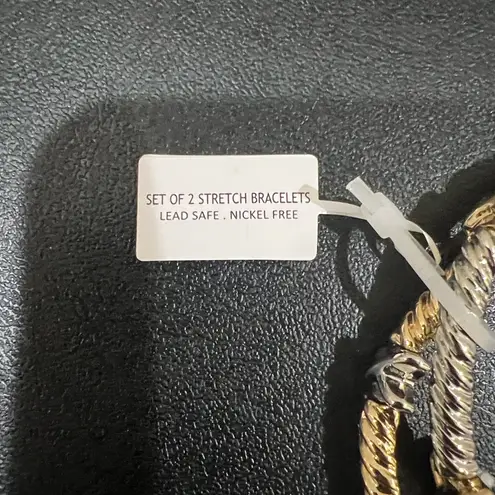 SET OF 2 STRETCH BRACELETS
LEAD SAFE . NICKEL FREE